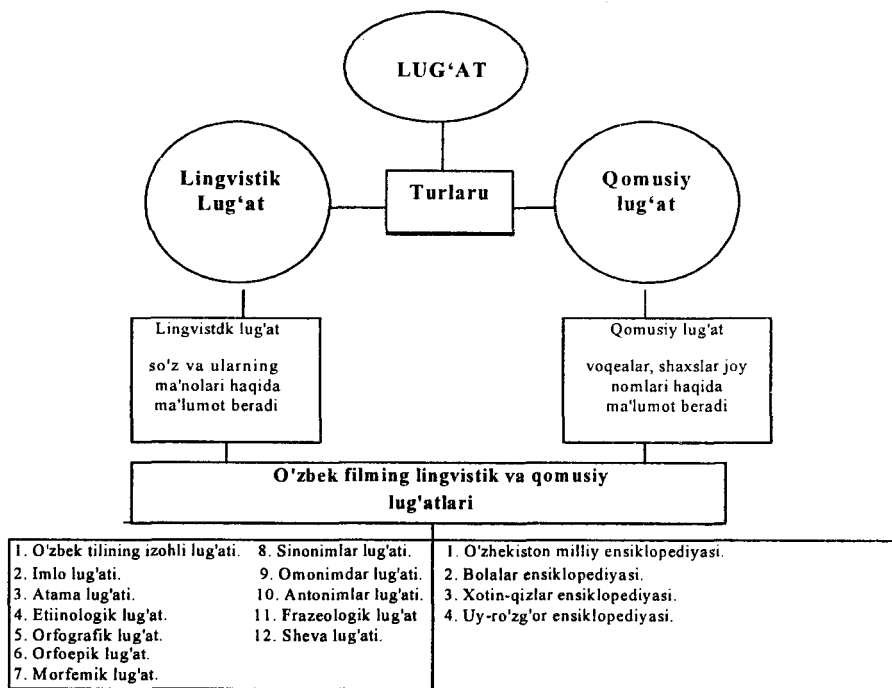 LUG‘AT
Lingvistik
Lug‘at
Turlaru
Qomusiy
lug‘at
Lingvistdk lug'at
so'z va ularning
ma'nolari haqida
ma'lumot beradi
Qomusiy lug'at
voqealar, shaxslar joy
nomlari haqida
ma'lumot beradi
O'zbek filming lingvistik va qomusiy
lug'atlari
1. O'zbek tilining izohli lug'ati.
2. Imlo lug'ati.
3. Atama lug'ati.
4. Etiinologik lug'at.
5. Orfografik lug'at.
6. Orfoepik lug'at.
7. Morfemik lug'at.
8. Sinonimlar lug'ati.
9. Omonimdar lug'ati.
10. Antonimlar lug'ati.
11. Frazeologik lug'at
12. Sheva lug'ati.
1. O'zhekiston milliy ensiklopediyasi.
2. Bolalar ensiklopediyasi.
3. Xotin-qizlar ensiklopediyasi.
4. Uy-ro'zg'or ensiklopediyasi.